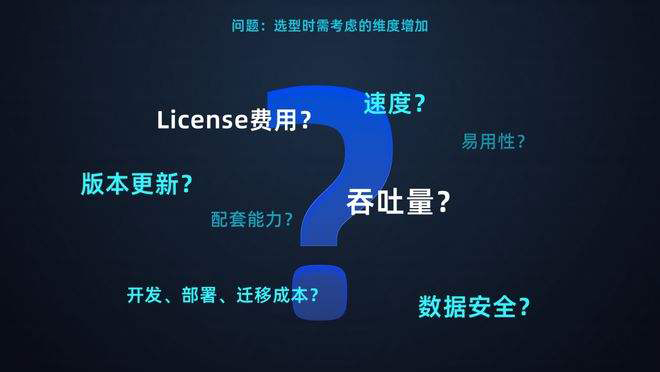 问题：选型时需考虑的维度增加
速度？
License费用？
易用性？
版本更新？
吞吐量？
配套能力？
开发、部署、迁移成本？
数据安全？